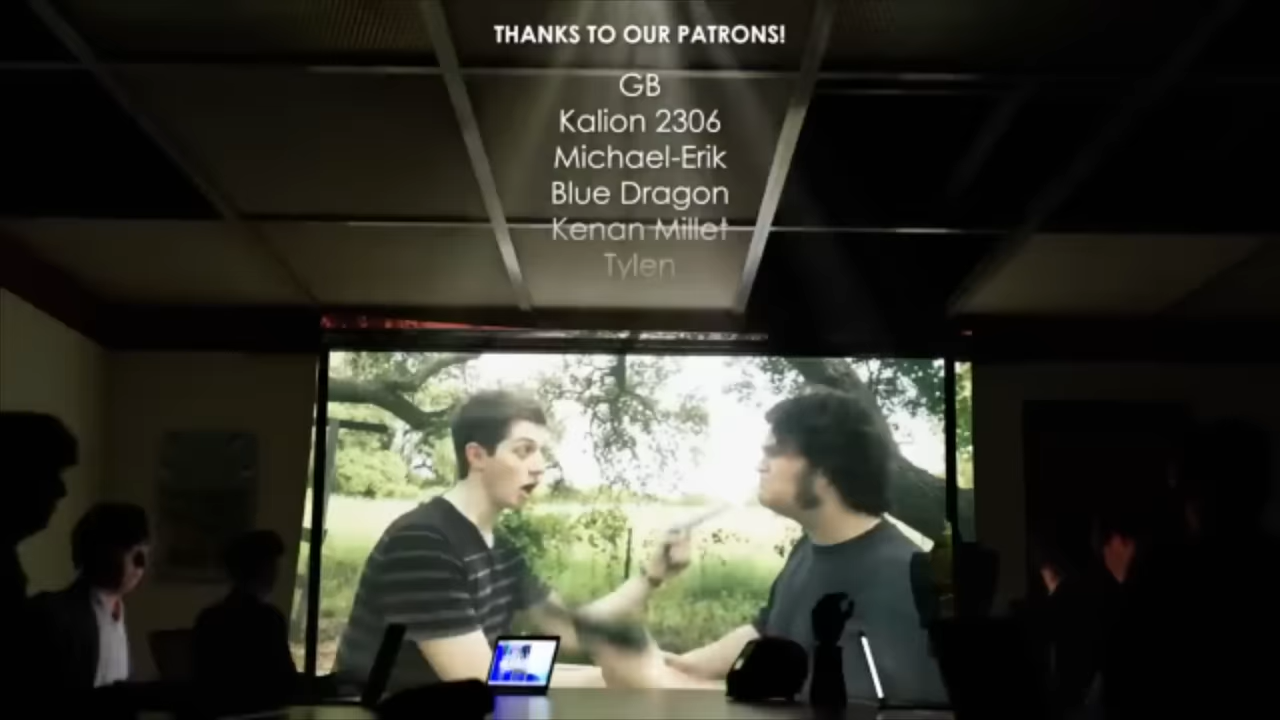 THANKS TO OUR PATRONS!
GB
Kalion 2306
Michael-Erik
Blue Dragon
Kenan Millet
Tylen